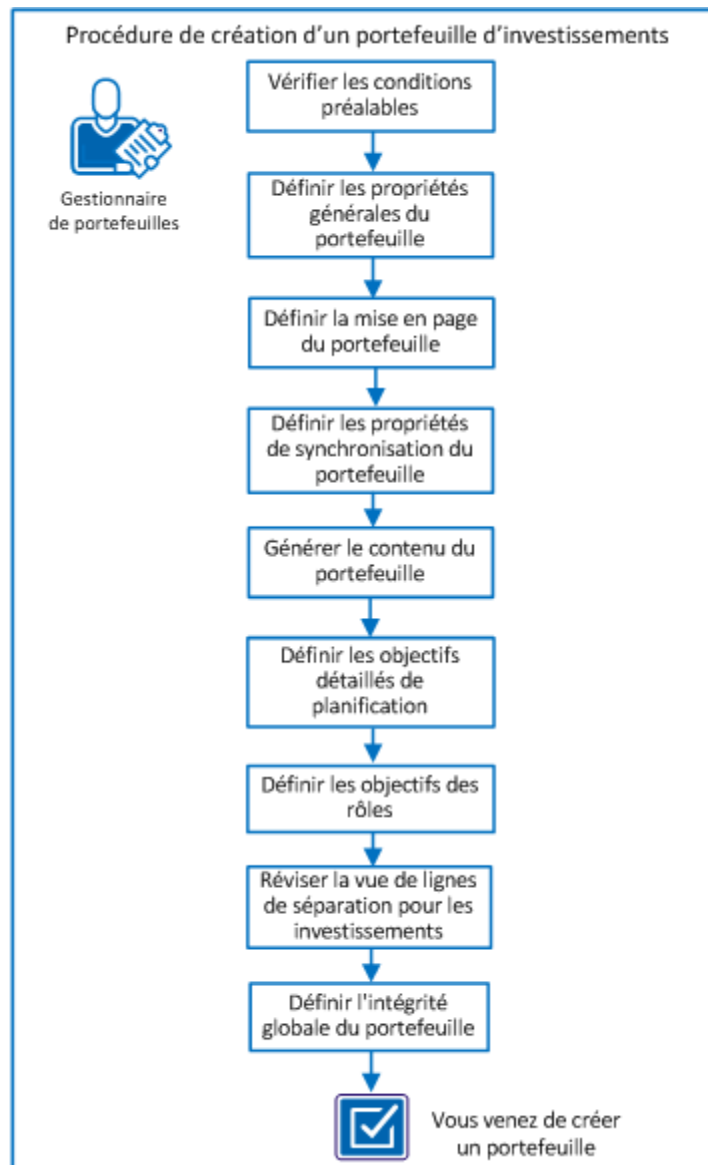 Procédure de création d'un portefeuille d'investissements
Gestionnaire
de portefeuilles
Vérifier les conditions
préalables
Définir les propriétés
générales du
portefeuille
Définir la mise en page
du portefeuille
Définir les propriétés
de synchronisation du
portefeuille
Générer le contenu du
portefeuille
Définir les objectifs
détaillés de
planification
Définir les objectifs des
rôles
Réviser la vue de lignes
de séparation pour les
investissements
Définir l'intégrité
globale du portefeuille
Vous venez de créer
un portefeuille